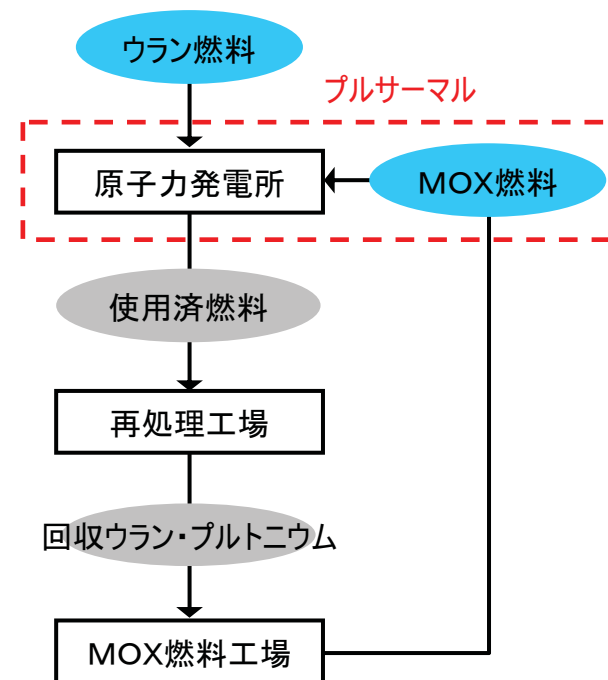 ウラン燃料
プルサーマル
原子力発電所
MOX燃料
使用済燃料
再処理工場
回収ウラン・プルトニウム
MOX燃料工場